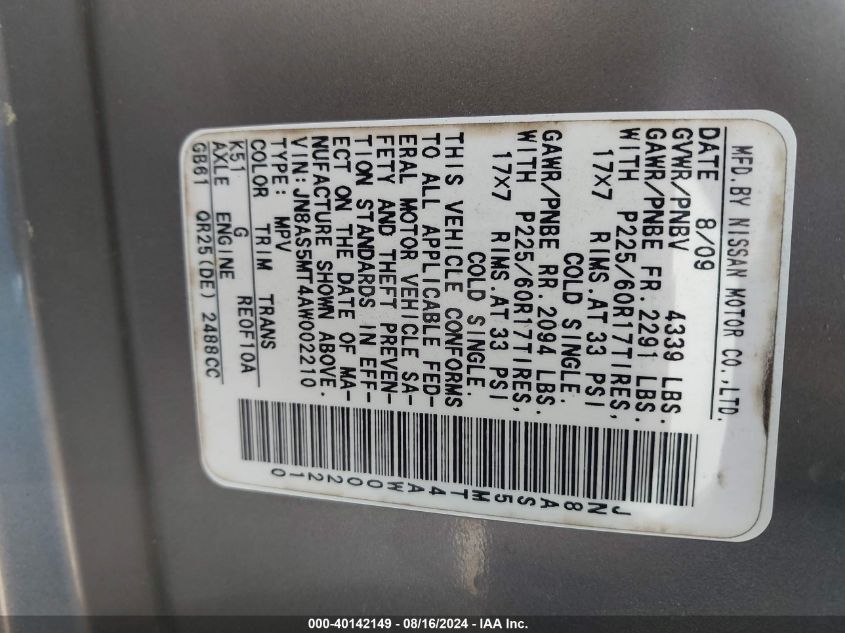 MFD.BY NISSAN MOTOR CO.,LTD.
DATE 8/09
GVWR/PNBV 4339 LBS.
GAWR/PNBE FR.2291 LBS.
WITH P225/60R17TIRES,
17X7 RIMS.AT 33 PSI
COLD SINGLE.
GAWR/PNBE RR.2094 LBS.
WITH P225/60R17TIRES,
17X7 RIMS.AT 33 PSI
COLD SINGLE.
THIS VEHICLE CONFORMS
TO ALL APPLICABLE FED-
ERAL MOTOR VEHICLE SA-
FETY AND THEFT PREVEN-
TION STANDARDS IN EFF-
ECT ON THE DATE OF MA-
NUFACTURE SHOWN ABOVE.
VIN:JN8AS5MT4AW002210
TYPE: MPV
COLOR TRIM TRANS
K51 G RE0F10A
AXLE ENGINE
GB61 QR25(DE) 2488CC
JN8AS5MT4AW002210
000-40142149 - 08/16/2024 - IAA Inc.